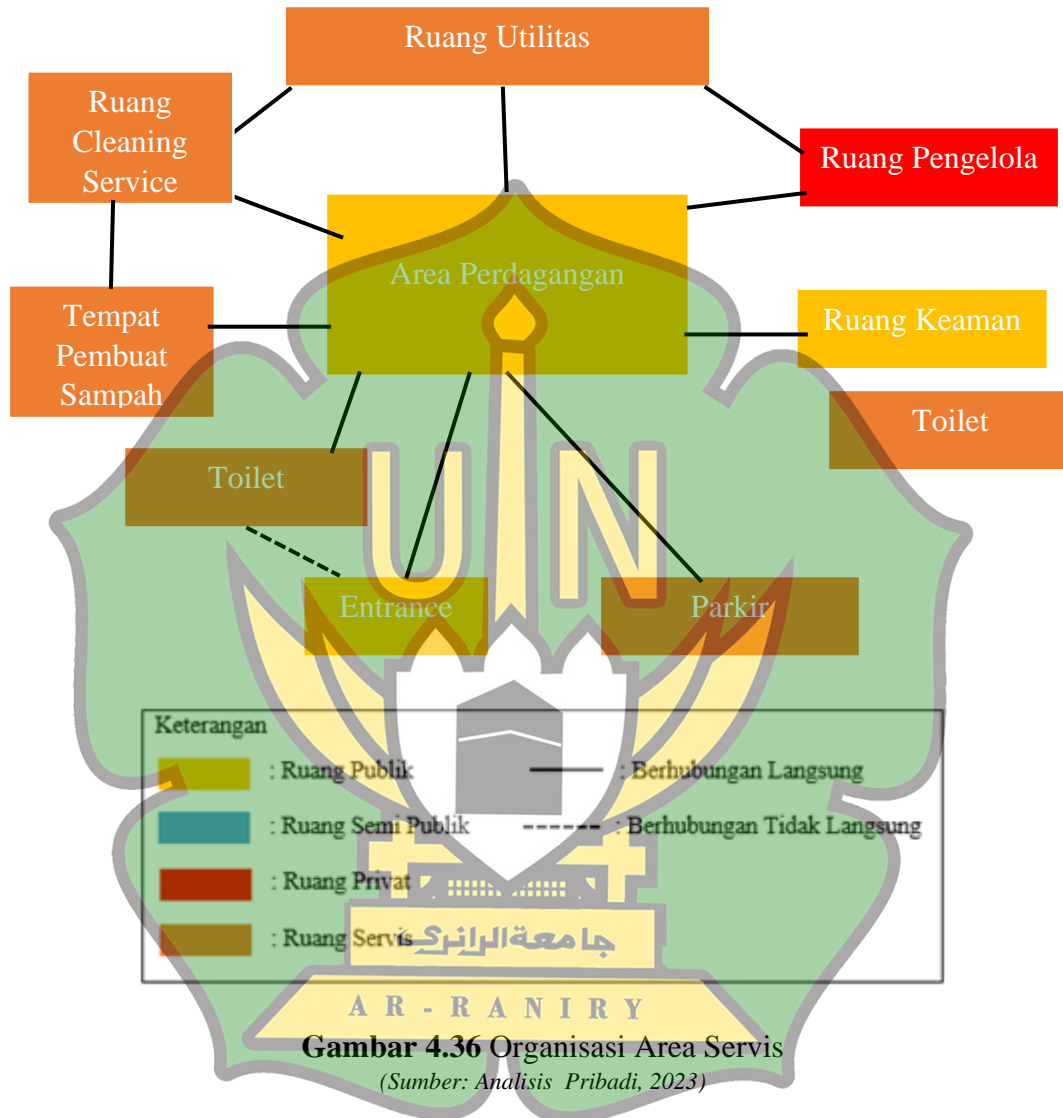 Ruang Utilitas
Ruang
Cleaning
Service
Ruang Pengelola
Area Perdagangan
Tempat
Pembuat
Sampah
Ruang Keaman
Toilet
Toilet
U N
Entrance
Parkir
Keterangan
: Ruang Publik
: Berhubungan Langsung
: Ruang Semi Publik
: Berhubungan Tidak Langsung
: Ruang Privat
: Ruang Servis
جامعة الرانري
AR-RANIRY
Gambar 4.36 Organisasi Area Servis
(Sumber: Analisis Pribadi, 2023)